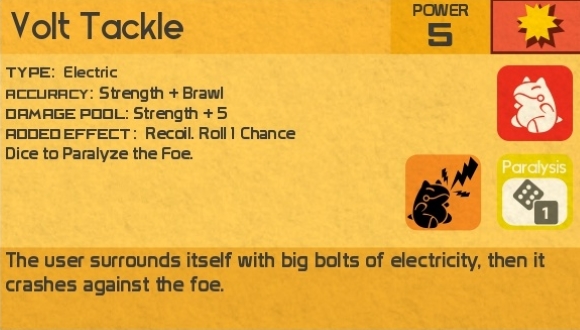 Volt Tackle
POWER
5
TYPE: Electric
ACCURACY: Strength + Brawl
DAMAGE POOL: Strength + 5
ADDED EFFECT: Recoil. Roll 1 Chance
Dice to Paralyze the Foe.
Paralysis
1
The user surrounds itself with big bolts of electricity, then it
crashes against the foe.